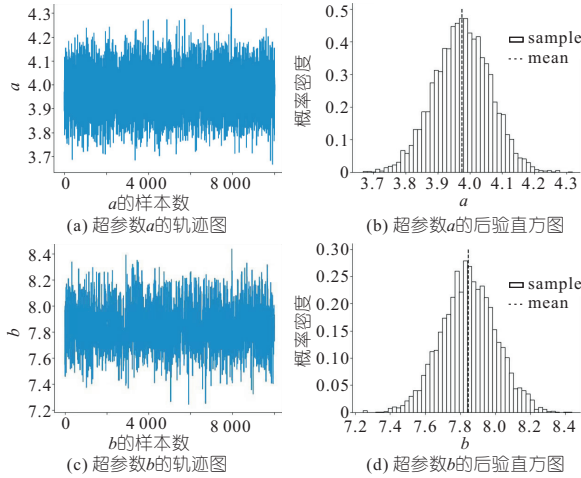 4.3
4.2
4.1
4.0
3.9
3.8
3.7
a
0
4 000
8 000
a的样本数
(a) 超参数a的轨迹图
0.5
0.4
0.3
0.2
0.1
0
概率密度
sample
mean
3.7 3.8 3.9 4.0 4.1 4.2 4.3
a
(b) 超参数a的后验直方图
8.4
8.2
8.0
7.8
7.6
7.4
7.2
b
0
4 000
8 000
b的样本数
(c) 超参数b的轨迹图
0.30
0.25
0.20
0.15
0.10
0.05
0
概率密度
sample
mean
7.2 7.4 7.6 7.8 8.0 8.2 8.4
b
(d) 超参数b的后验直方图